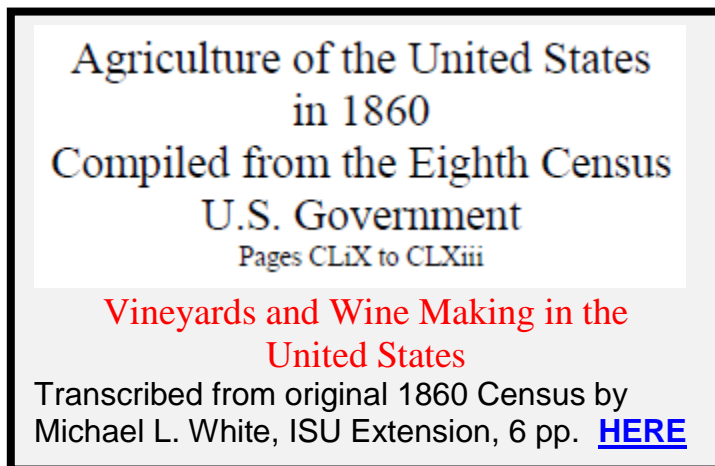 Agriculture of the United States
in 1860
Compiled from the Eighth Census
U.S. Government
Pages CLiX to CLXiii
Vineyards and Wine Making in the
United States
Transcribed from original 1860 Census by
Michael L. White, ISU Extension, 6 pp. HERE